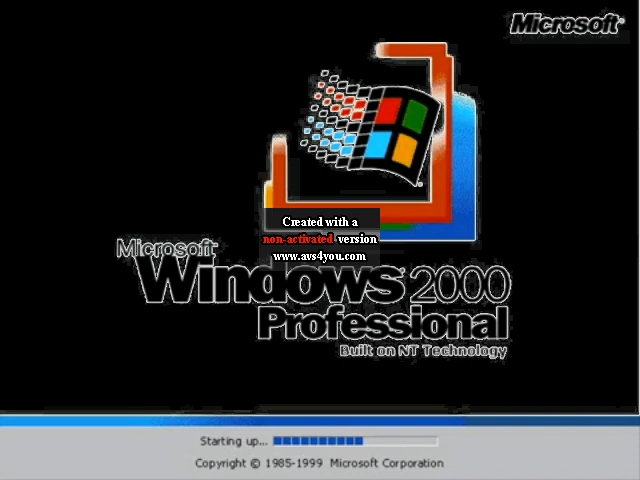 Microsoft
Created with a
non-activated version
www.avs4you.com
Microsoft
Windows 2000
Professional
Built on NT Technology
Starting up...
Copyright © 1985-1999 Microsoft Corporation